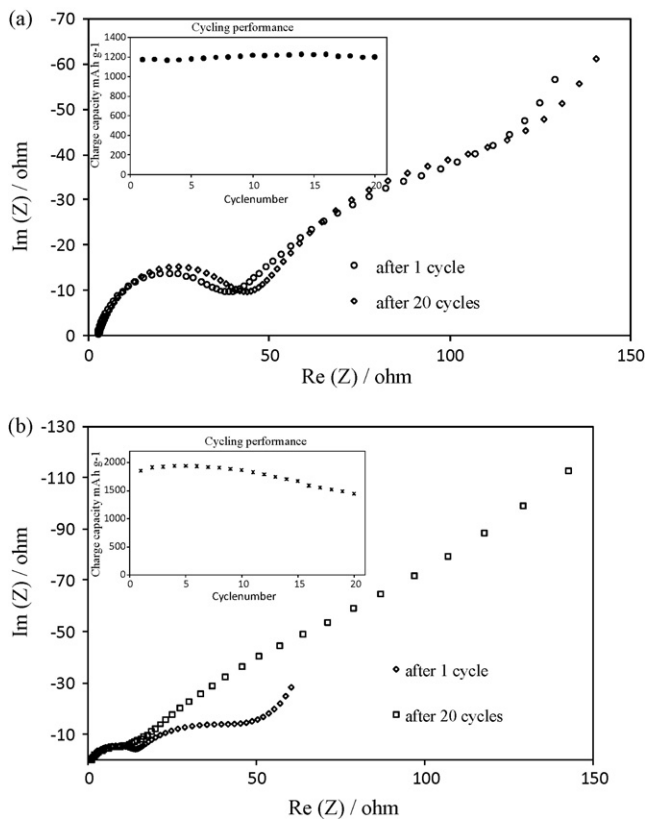 (a)
-70
-60
-50
-40
-30
-20
-10
0
Im (Z) / ohm
Cycling performance
1400
1200
1000
800
600
400
200
0
Charge capacity mAh g-1
0 5 10 15 20
Cyclenumber
after 1 cycle
after 20 cycles
0 50 100 150
Re (Z) / ohm
(b)
-130
-110
-90
-70
-50
-30
-10
Im (Z) / ohm
Cycling performance
2000
1500
1000
500
0
Charge capacity mAh g-1
0 5 10 15 20
Cyclenumber
after 1 cycle
after 20 cycles
0 50 100 150
Re (Z) / ohm